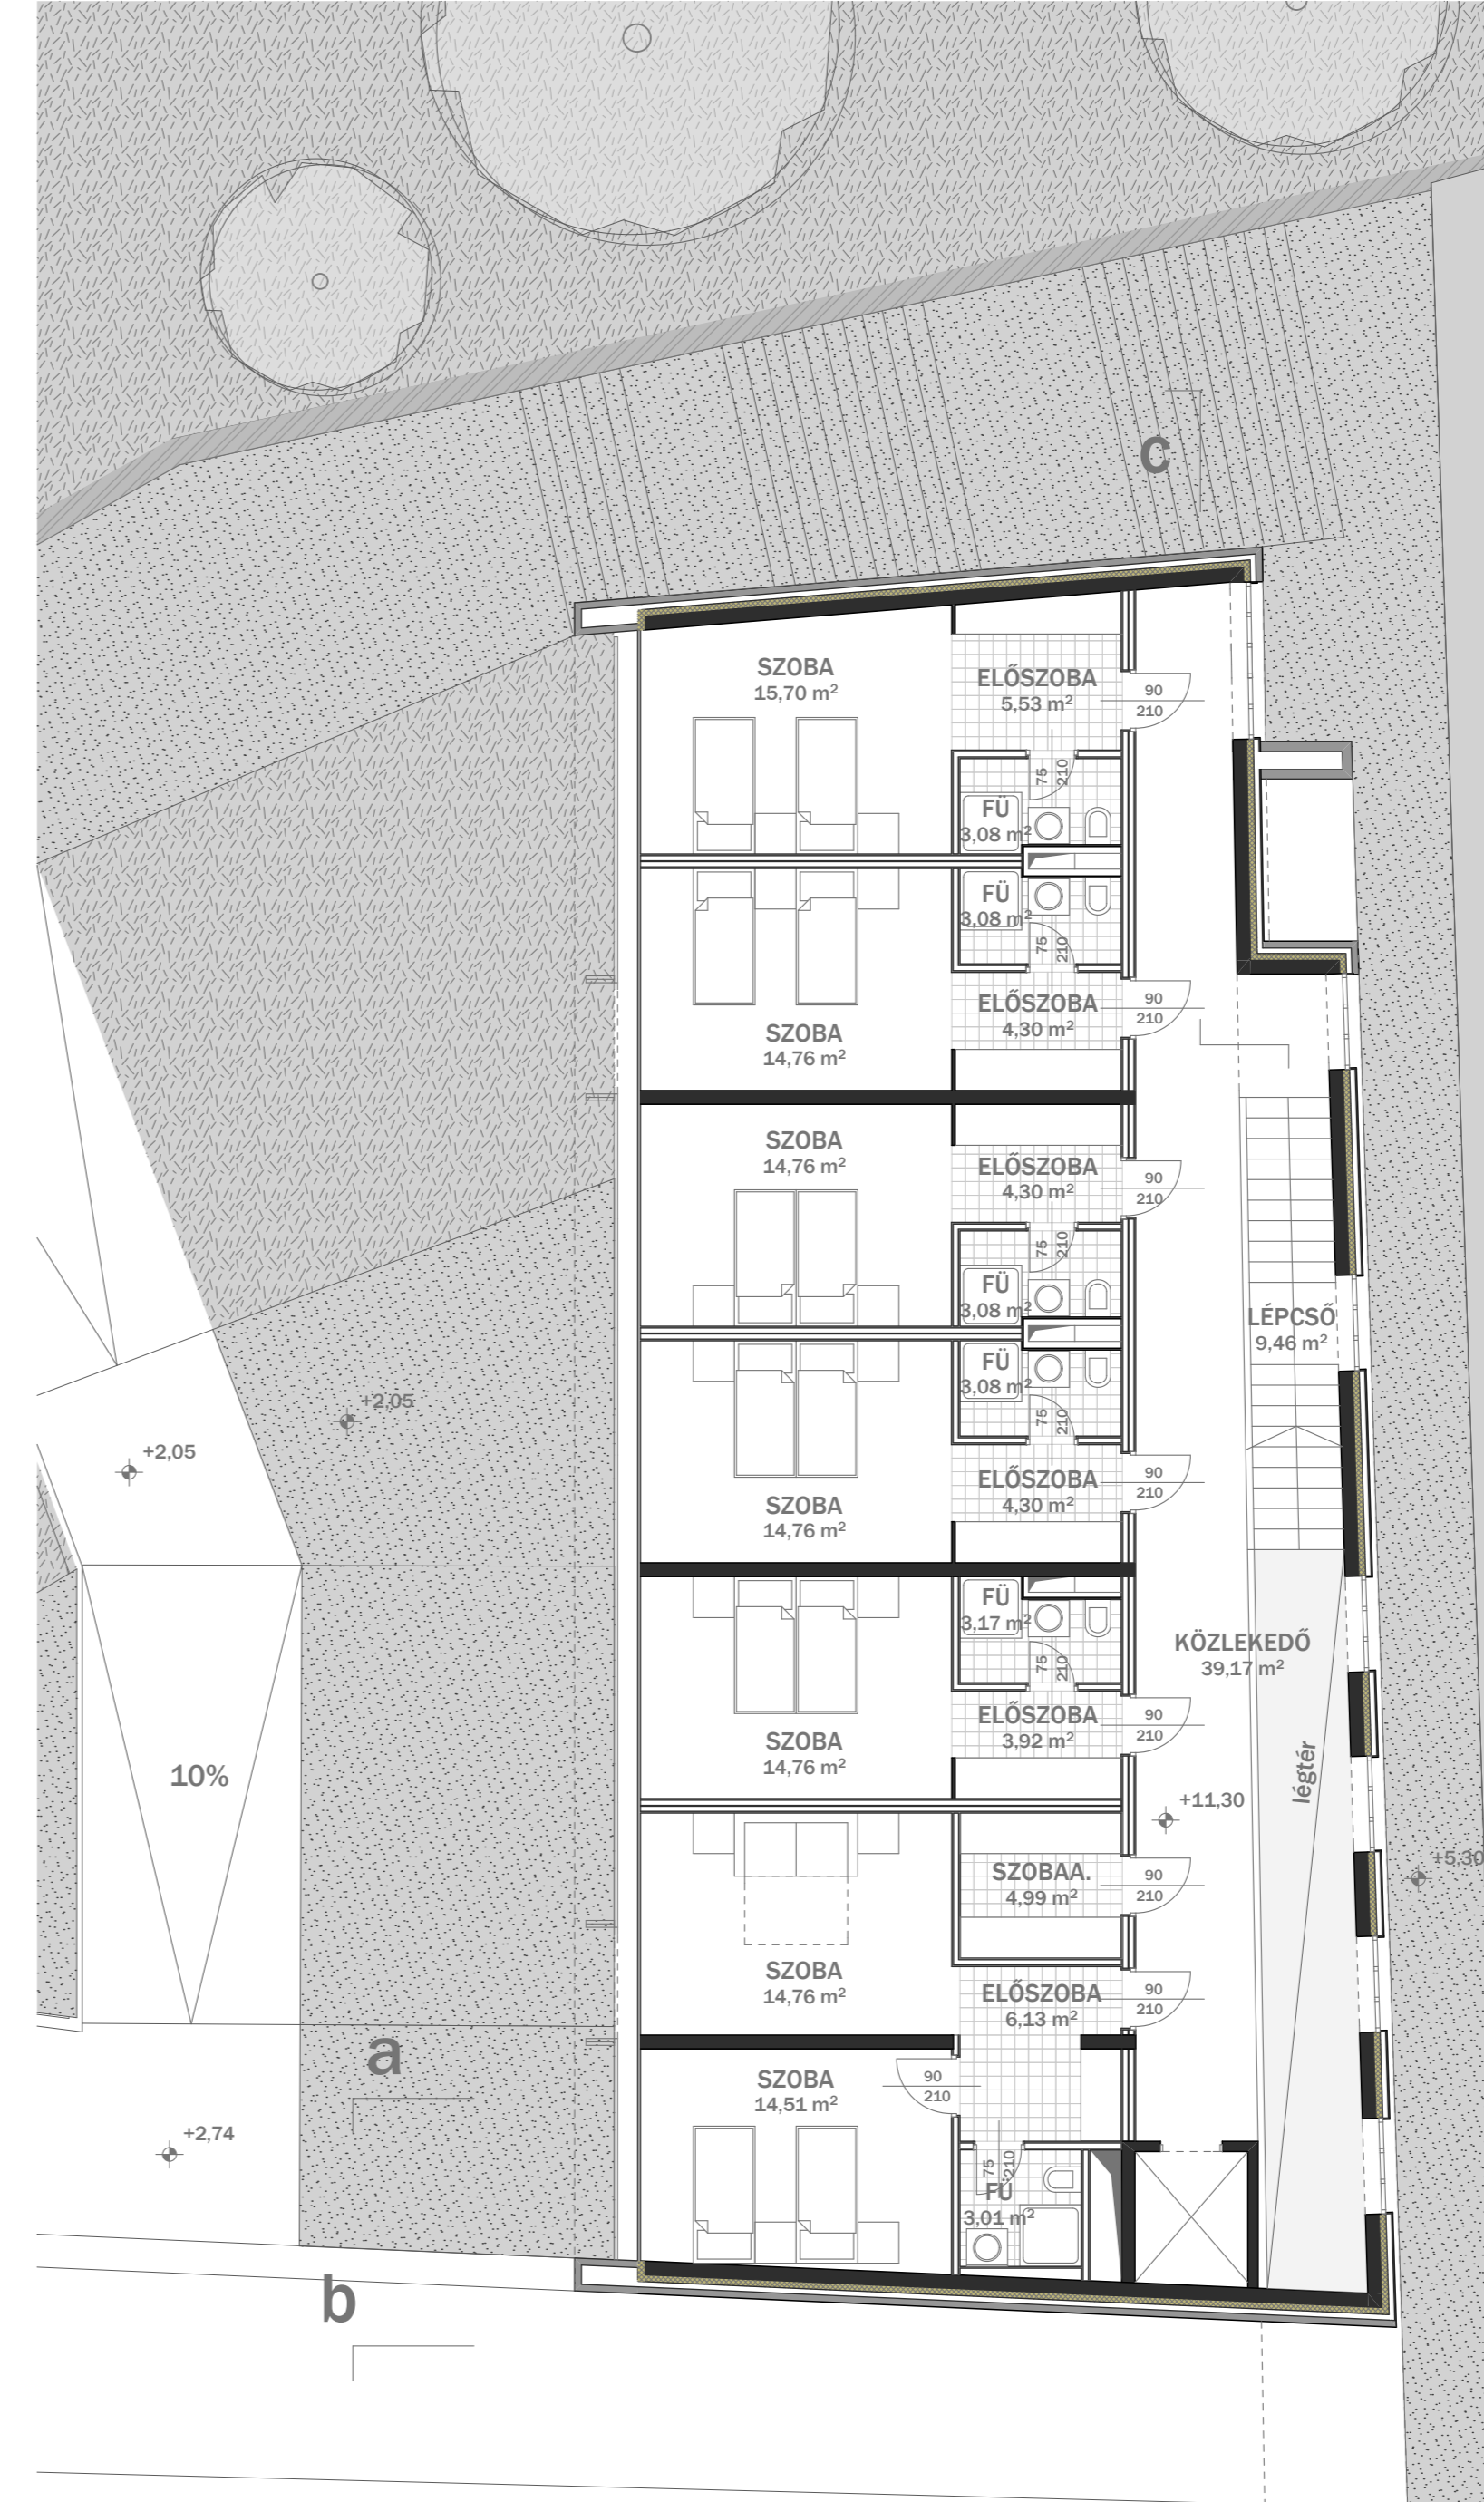 c
SZOBA
15,70 m²
ELŐSZOBA
5,53 m²
90
210
75
210
FÜ
3,08 m²
FÜ
3,08 m²
75
210
ELŐSZOBA
4,30 m²
90
210
SZOBA
14,76 m²
SZOBA
14,76 m²
ELŐSZOBA
4,30 m²
90
210
75
210
FÜ
3,08 m²
LÉPCSŐ
9,46 m²
FÜ
3,08 m²
75
210
+2,05
+2,05
ELŐSZOBA
4,30 m²
90
210
SZOBA
14,76 m²
FÜ
3,17 m²
75
210
KÖZLEKEDŐ
39,17 m²
ELŐSZOBA
3,92 m²
90
210
SZOBA
14,76 m²
10%
légtér
+11,30
+5,30
SZOBAA.
4,99 m²
90
210
SZOBA
14,76 m²
ELŐSZOBA
6,13 m²
90
210
a
SZOBA
14,51 m²
90
210
+2,74
75
210
FÜ
3,01 m²
b